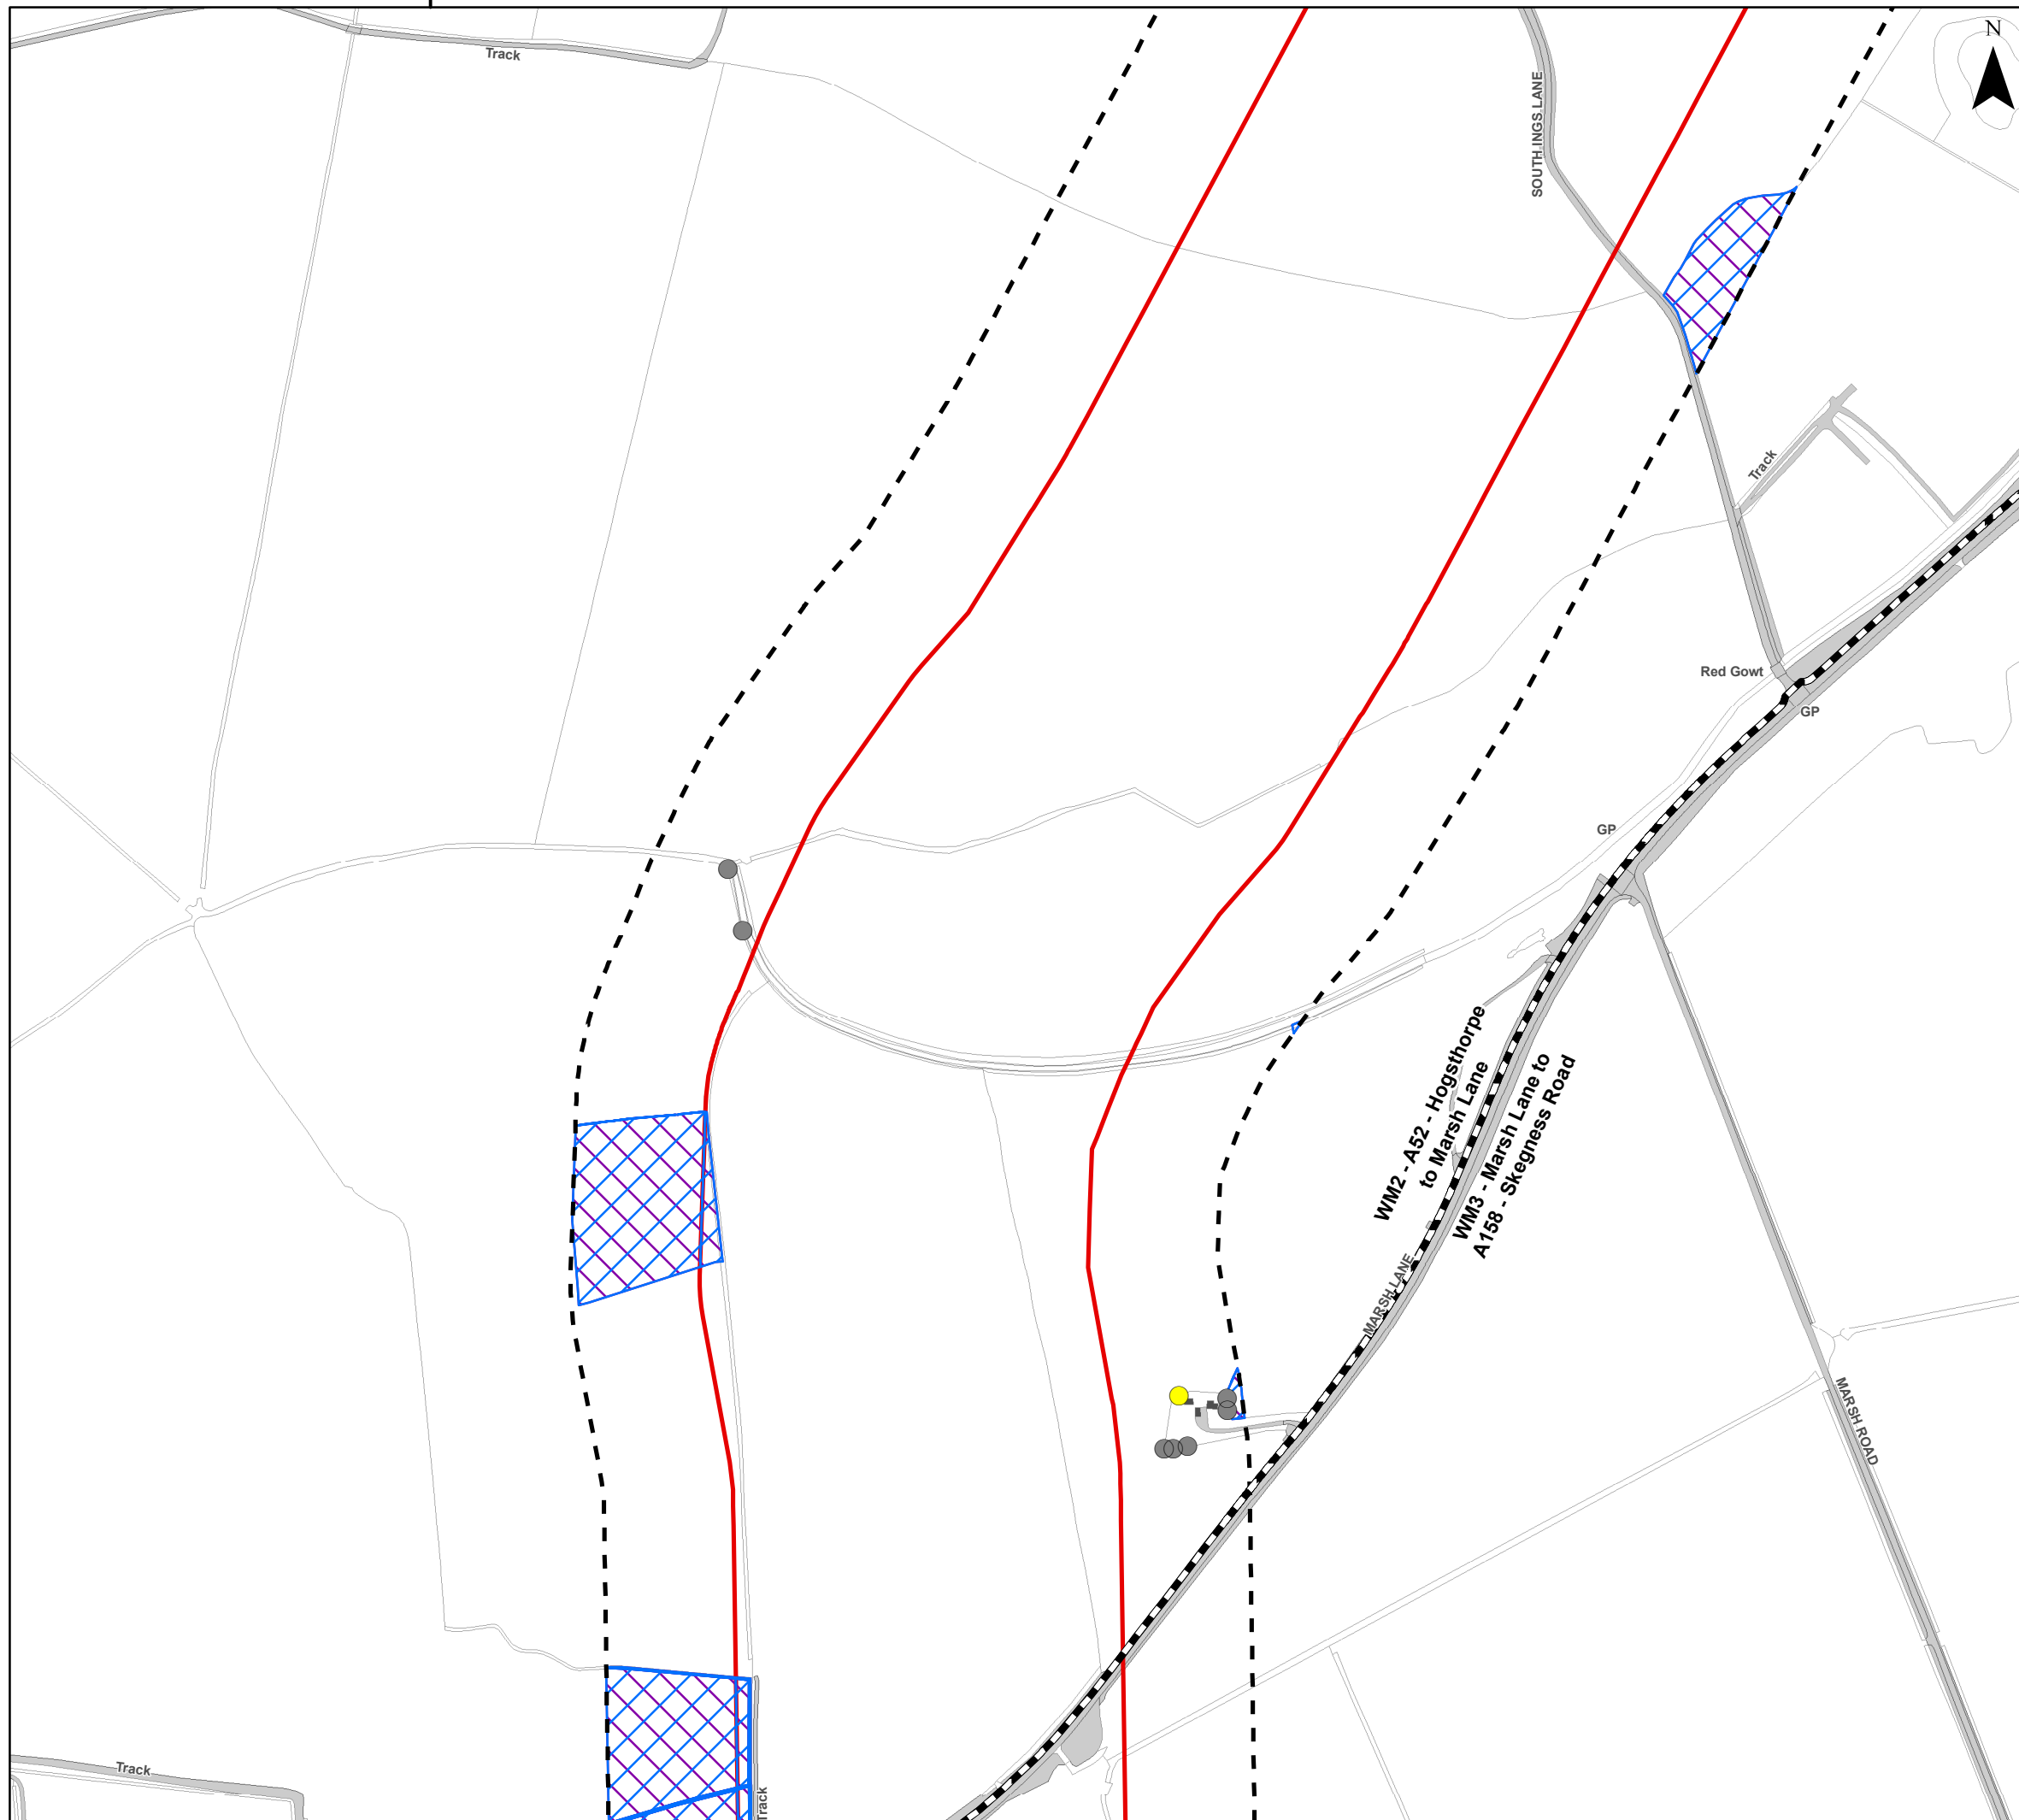 Track
N
SOUTH INGS LANE
Track
Red Gowt
GP
GP
WM2 - A52 - Hogsthorpe
to Marsh Lane
WM3 - Marsh Lane to
A158 - Skegness Road
MARSH LANE
MARSH ROAD
Track
Track